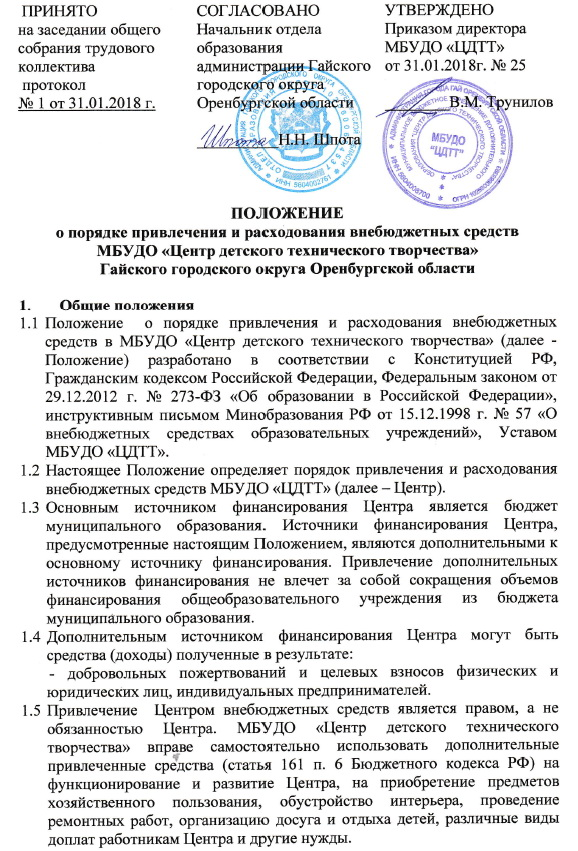 ПРИНЯТО
на заседании общего
собрания трудового
коллектива
протокол
№ 1 от 31.01.2018 г.
СОГЛАСОВАНО
Начальник отдела
образования
администрации Гайского
городского округа
Оренбургской области
Н.Н. Шпота
УТВЕРЖДЕНО
Приказом директора
МБУДО «ЦДТТ»
от 31.01.2018г. № 25
В.М. Трунилов
МБУДО
"ЦДТТ"
ПОЛОЖЕНИЕ
о порядке привлечения и расходования внебюджетных средств
МБУДО «Центр детского технического творчества»
Гайского городского округа Оренбургской области
1. Общие положения
1.1 Положение о порядке привлечения и расходования внебюджетных
средств в МБУДО «Центр детского технического творчества» (далее -
Положение) разработано в соответствии с Конституцией РФ,
Гражданским кодексом Российской Федерации, Федеральным законом от
29.12.2012 г. № 273-ФЗ «Об образовании в Российской Федерации»,
инструктивным письмом Минобразования РФ от 15.12.1998 г. № 57 «О
внебюджетных средствах образовательных учреждений», Уставом
МБУДО «ЦДТТ».
1.2 Настоящее Положение определяет порядок привлечения и расходования
внебюджетных средств МБУДО «ЦДТТ» (далее – Центр).
1.3 Основным источником финансирования Центра является бюджет
муниципального образования. Источники финансирования Центра,
предусмотренные настоящим Положением, являются дополнительными к
основному источнику финансирования. Привлечение дополнительных
источников финансирования не влечет за собой сокращения объемов
финансирования общеобразовательного учреждения из бюджета
муниципального образования.
1.4 Дополнительным источником финансирования Центра могут быть
средства (доходы) полученные в результате:
- добровольных пожертвований и целевых взносов физических и
юридических лиц, индивидуальных предпринимателей.
1.5 Привлечение Центром внебюджетных средств является правом, а не
обязанностью Центра. МБУДО «Центр детского технического
творчества» вправе самостоятельно использовать дополнительные
привлеченные средства (статья 161 п. 6 Бюджетного кодекса РФ) на
функционирование и развитие Центра, на приобретение предметов
хозяйственного пользования, обустройство интерьера, проведение
ремонтных работ, организацию досуга и отдыха детей, различные виды
доплат работникам Центра и другие нужды.